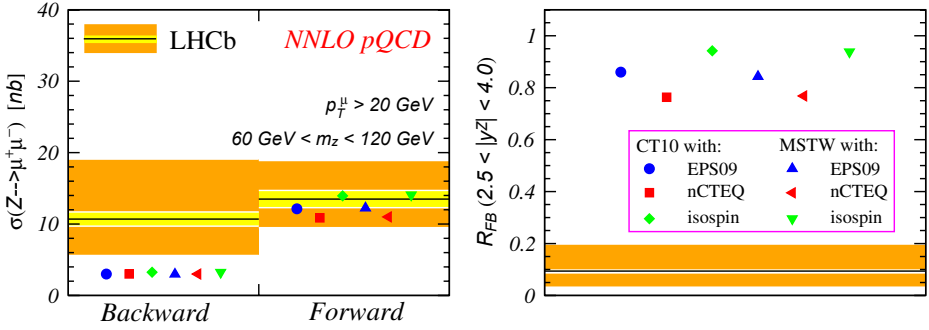 σ(Z-->μ⁺μ⁻) [nb]
40
30
20
10
0
LHCb
NNLO pQCD
p_T^μ > 20 GeV
60 GeV < m_Z < 120 GeV
Backward
Forward
R_FB (2.5 < |y^Z| < 4.0)
1
0.8
0.6
0.4
0.2
0
CT10 with: MSTW with:
EPS09 EPS09
nCTEQ nCTEQ
isospin isospin